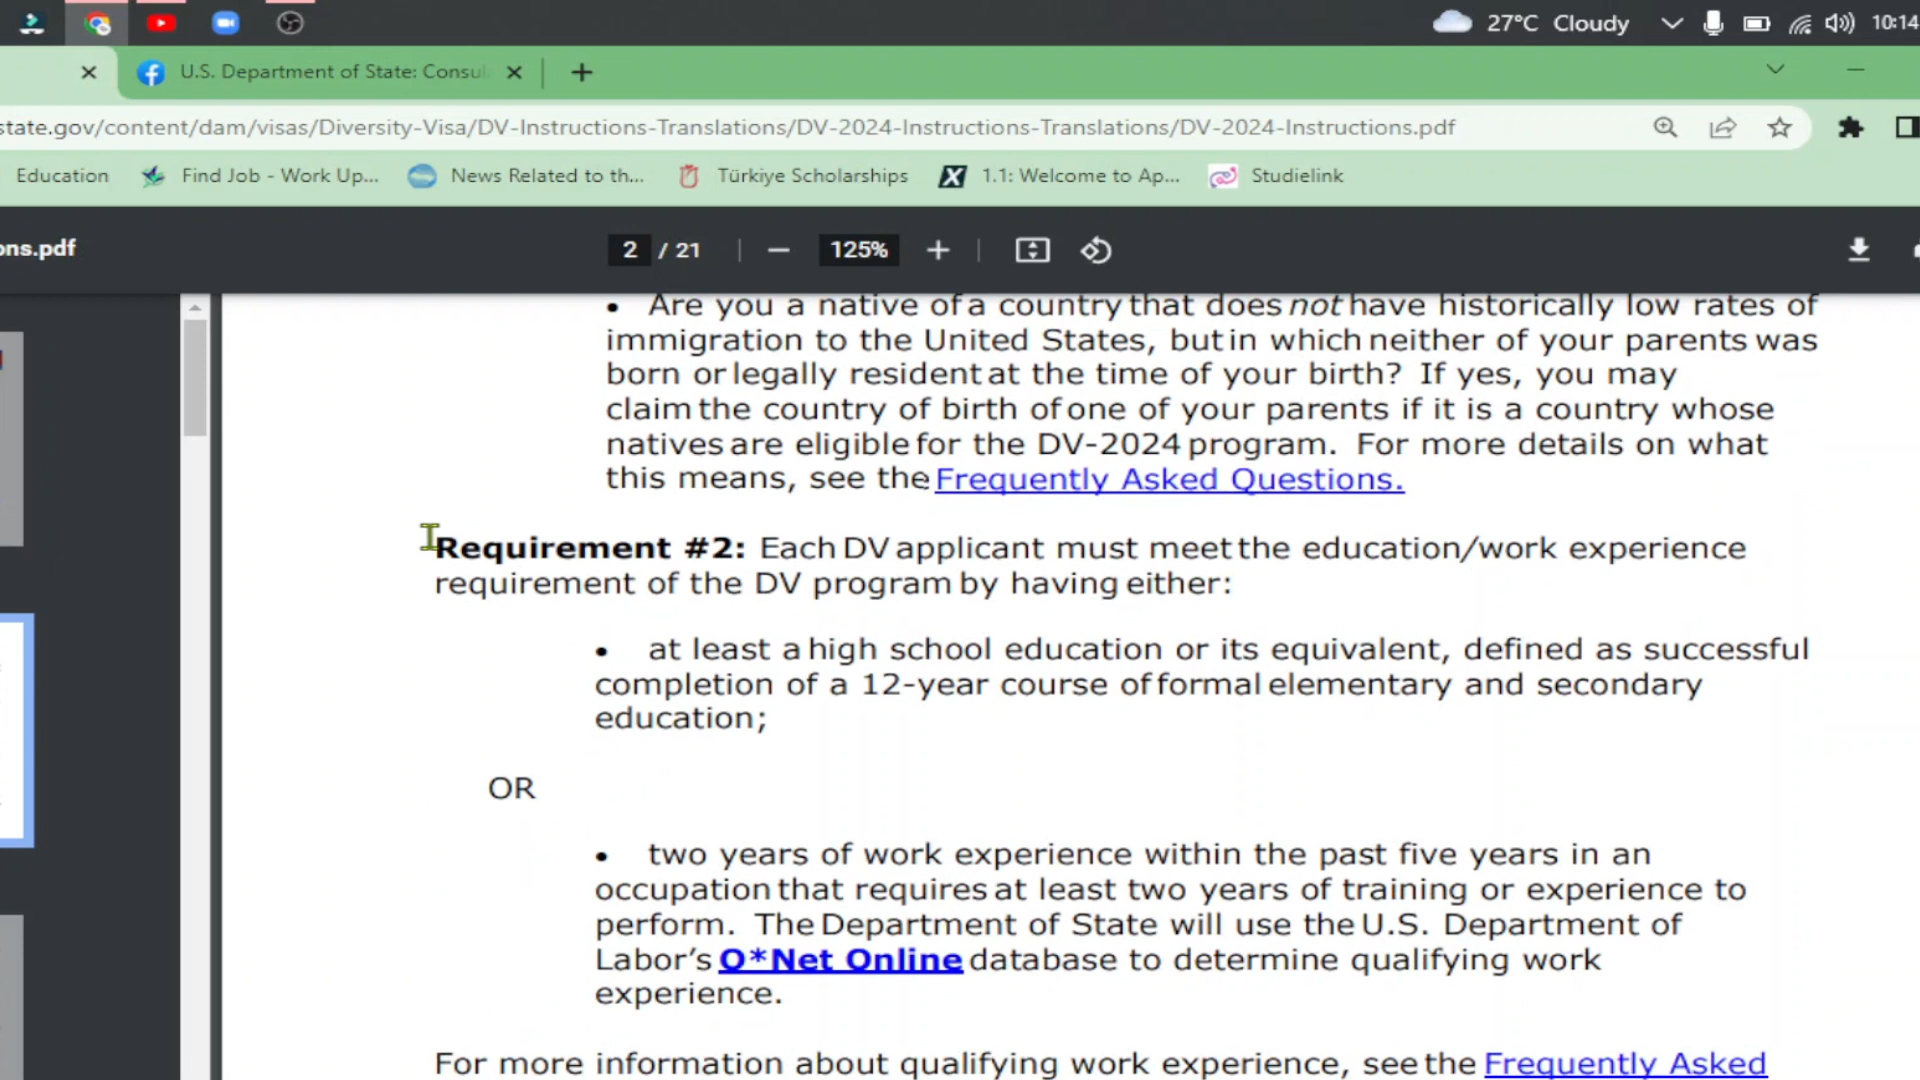 27°C Cloudy 10:14
U.S. Department of State: Consul
state.gov/content/dam/visas/Diversity-Visa/DV-Instructions-Translations/DV-2024-Instructions-Translations/DV-2024-Instructions.pdf
Education Find Job - Work Up... News Related to th... Türkiye Scholarships X 1.1: Welcome to Ap... Studielink
ons.pdf 2 / 21 125%
• Are you a native of a country that does not have historically low rates of
immigration to the United States, but in which neither of your parents was
born or legally resident at the time of your birth? If yes, you may
claim the country of birth of one of your parents if it is a country whose
natives are eligible for the DV-2024 program. For more details on what
this means, see the Frequently Asked Questions.
Requirement #2: Each DV applicant must meet the education/work experience
requirement of the DV program by having either:
• at least a high school education or its equivalent, defined as successful
completion of a 12-year course of formal elementary and secondary
education;
OR
• two years of work experience within the past five years in an
occupation that requires at least two years of training or experience to
perform. The Department of State will use the U.S. Department of
Labor’s O*Net Online database to determine qualifying work
experience.
For more information about qualifying work experience, see the Frequently Asked